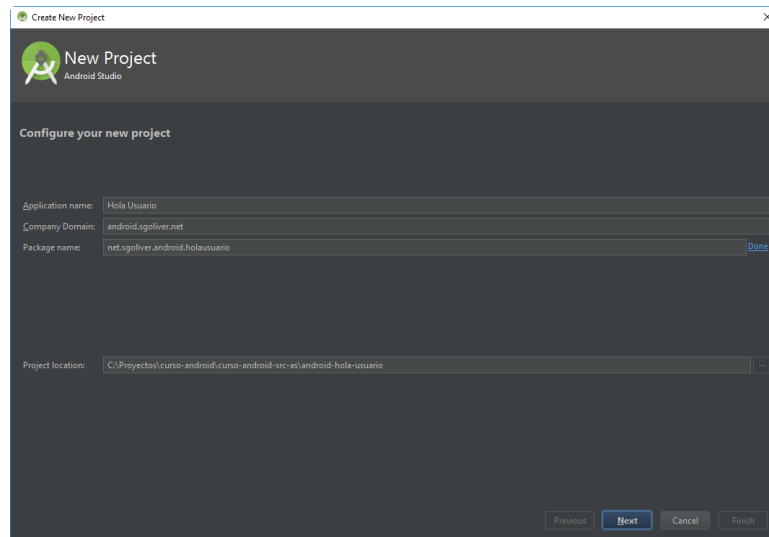 Create New Project
New Project
Android Studio
Configure your new project
Application name: Hola Usuario
Company Domain: android.sgoliver.net
Package name: net.sgoliver.android.holausuario Done
Project location: C:\Proyectos\curso-android\curso-android-src-as\android-hola-usuario ...
Previous Next Cancel Finish